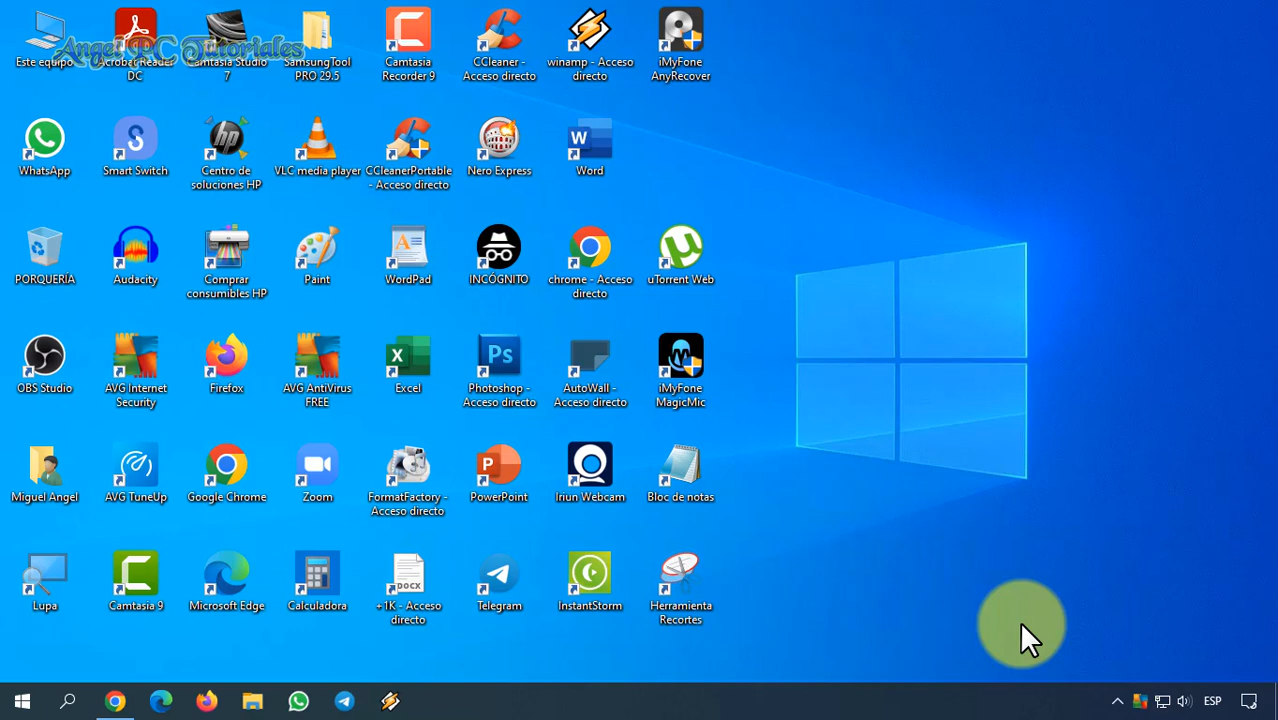 Angel PC Tutoriales
Este equipo
Acrobat Reader
DC
Camtasia Studio
7
SamsungTool
PRO 29.5
Camtasia
Recorder 9
CCleaner -
Acceso directo
winamp - Acceso
directo
iMyFone
AnyRecover
WhatsApp
Smart Switch
Centro de
soluciones HP
VLC media player
CCleanerPortable
- Acceso directo
Nero Express
Word
PORQUERÍA
Audacity
Comprar
consumibles HP
Paint
WordPad
INCÓGNITO
chrome - Acceso
directo
uTorrent Web
OBS Studio
AVG Internet
Security
Firefox
AVG AntiVirus
FREE
Excel
Photoshop -
Acceso directo
AutoWall -
Acceso directo
iMyFone
MagicMic
Miguel Angel
AVG TuneUp
Google Chrome
Zoom
FormatFactory -
Acceso directo
PowerPoint
Iriun Webcam
Bloc de notas
Lupa
Camtasia 9
Microsoft Edge
Calculadora
DOCX
+1K - Acceso
directo
Telegram
InstantStorm
Herramienta
Recortes
ESP